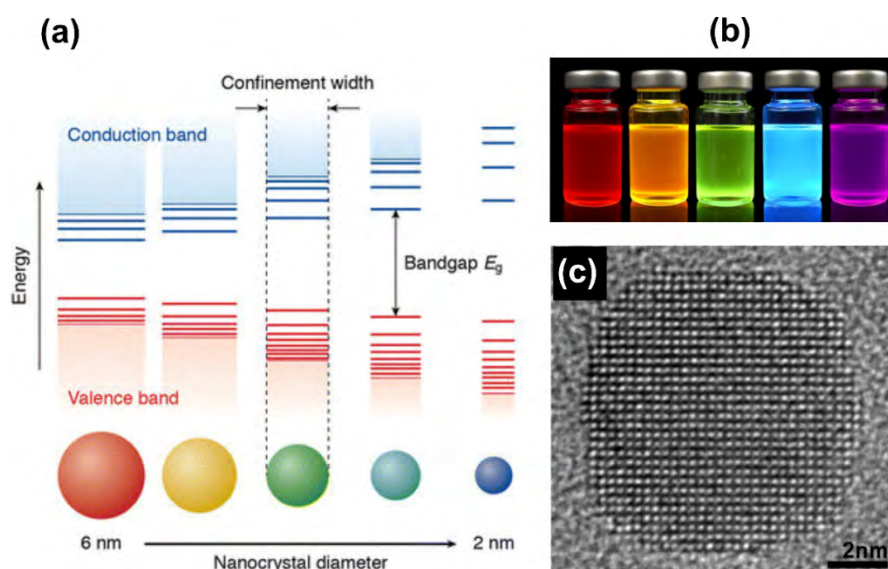 (a)
Confinement width
Conduction band
Energy
Bandgap Eg
Valence band
6 nm
2 nm
Nanocrystal diameter
(b)
(c)
2nm